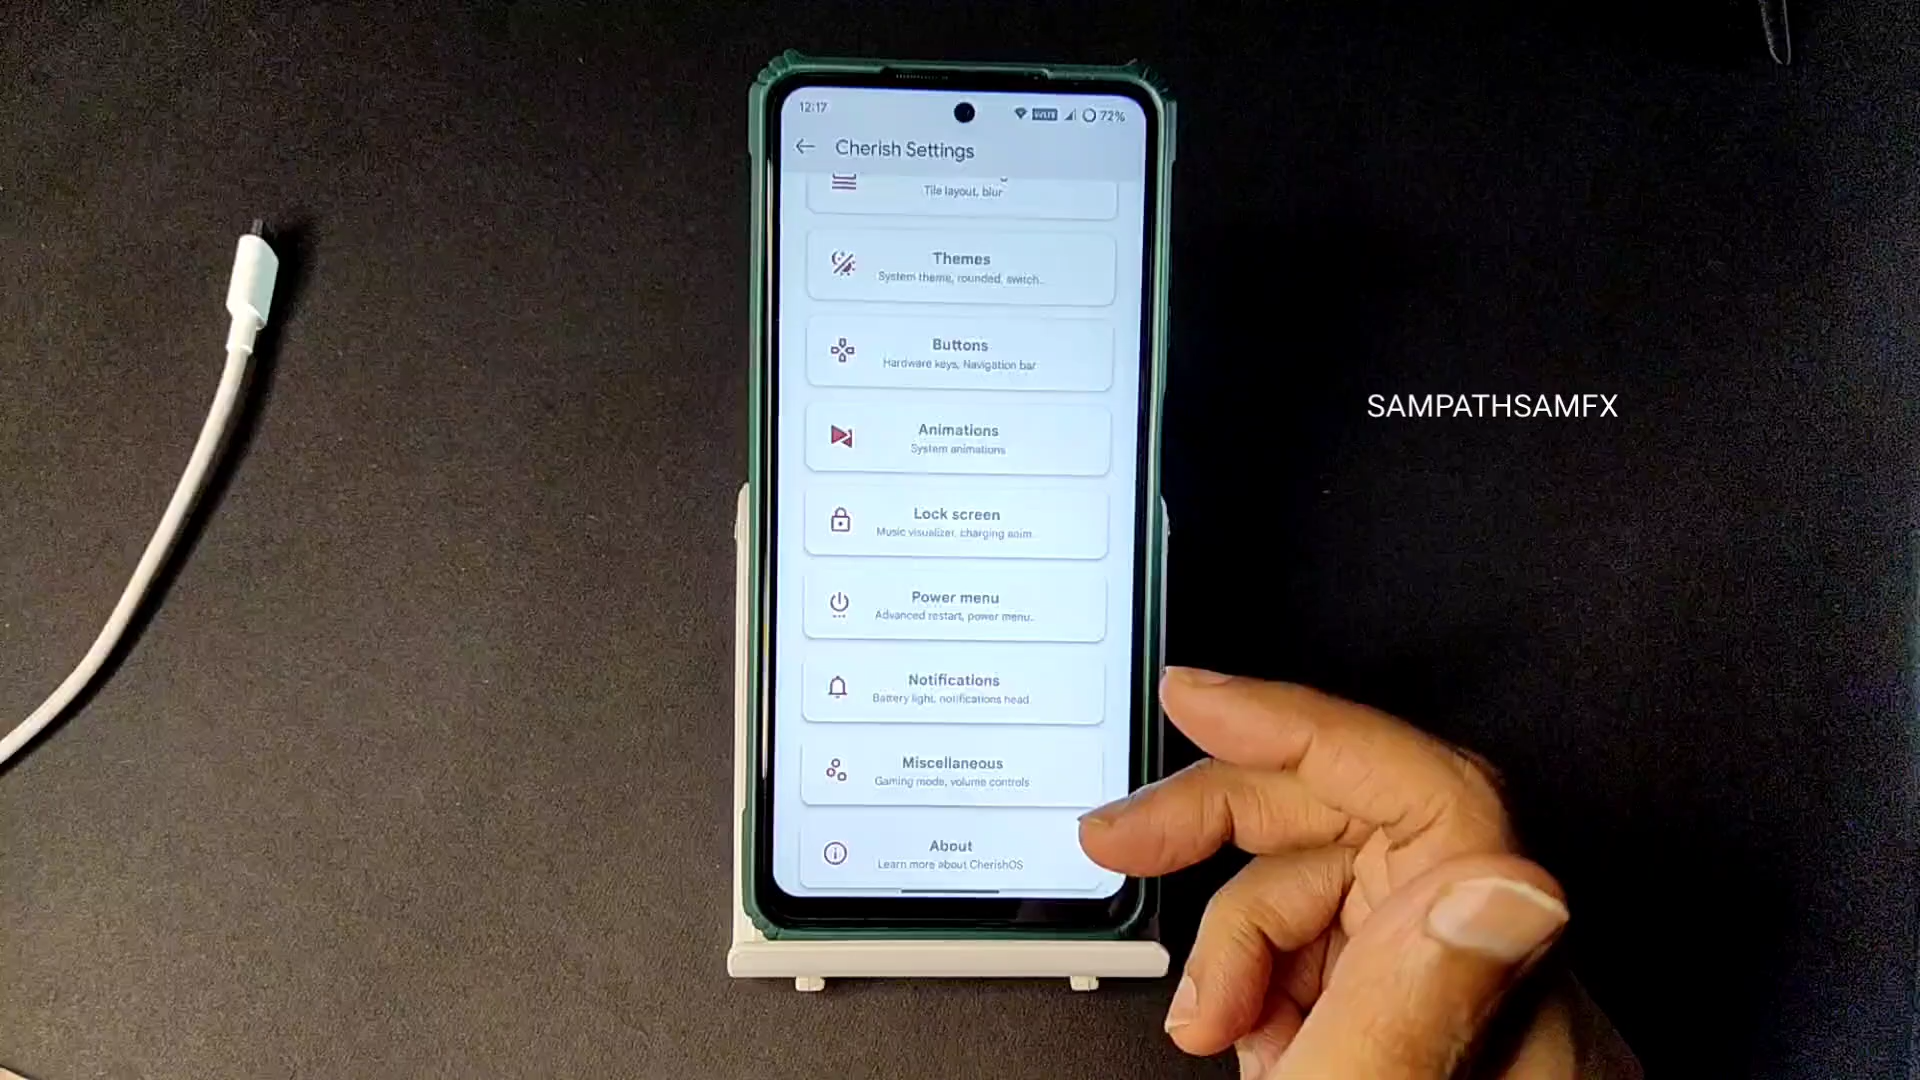 12:17
72%
Cherish Settings
Tile layout, blur
Themes
System theme, rounded, switch..
Buttons
Hardware keys, Navigation bar
Animations
System animations
SAMPATHSAMFX
Lock screen
Music visualizer, charging anim..
Power menu
Advanced restart, power menu..
Notifications
Battery light, notifications head..
Miscellaneous
Gaming mode, volume controls
About
Learn more about CherishOS